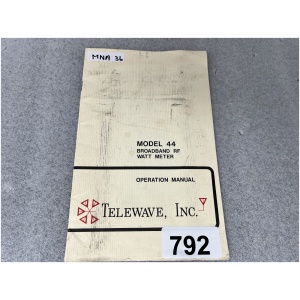 MNA 36
MODEL 44
BROADBAND RF
WATT METER
OPERATION MANUAL
TELEWAVE, INC.
792